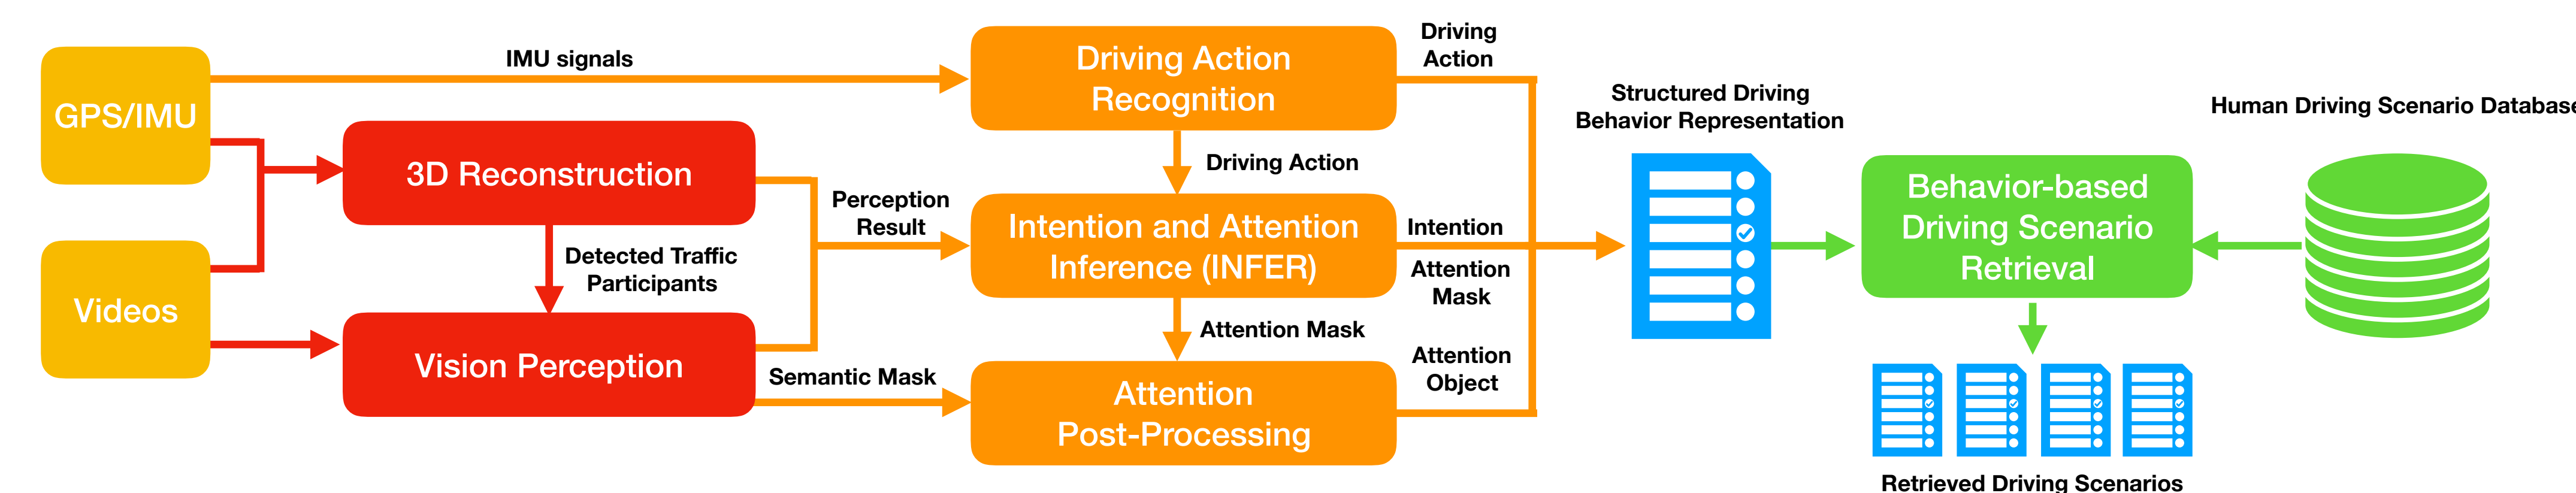 GPS/IMU
Videos
IMU signals
3D Reconstruction
Detected Traffic
Participants
Vision Perception
Perception
Result
Semantic Mask
Driving Action
Recognition
Driving Action
Intention and Attention
Inference (INFER)
Attention Mask
Attention
Post-Processing
Driving
Action
Intention
Attention
Mask
Attention
Object
Structured Driving
Behavior Representation
Behavior-based
Driving Scenario
Retrieval
Human Driving Scenario Database
Retrieved Driving Scenarios